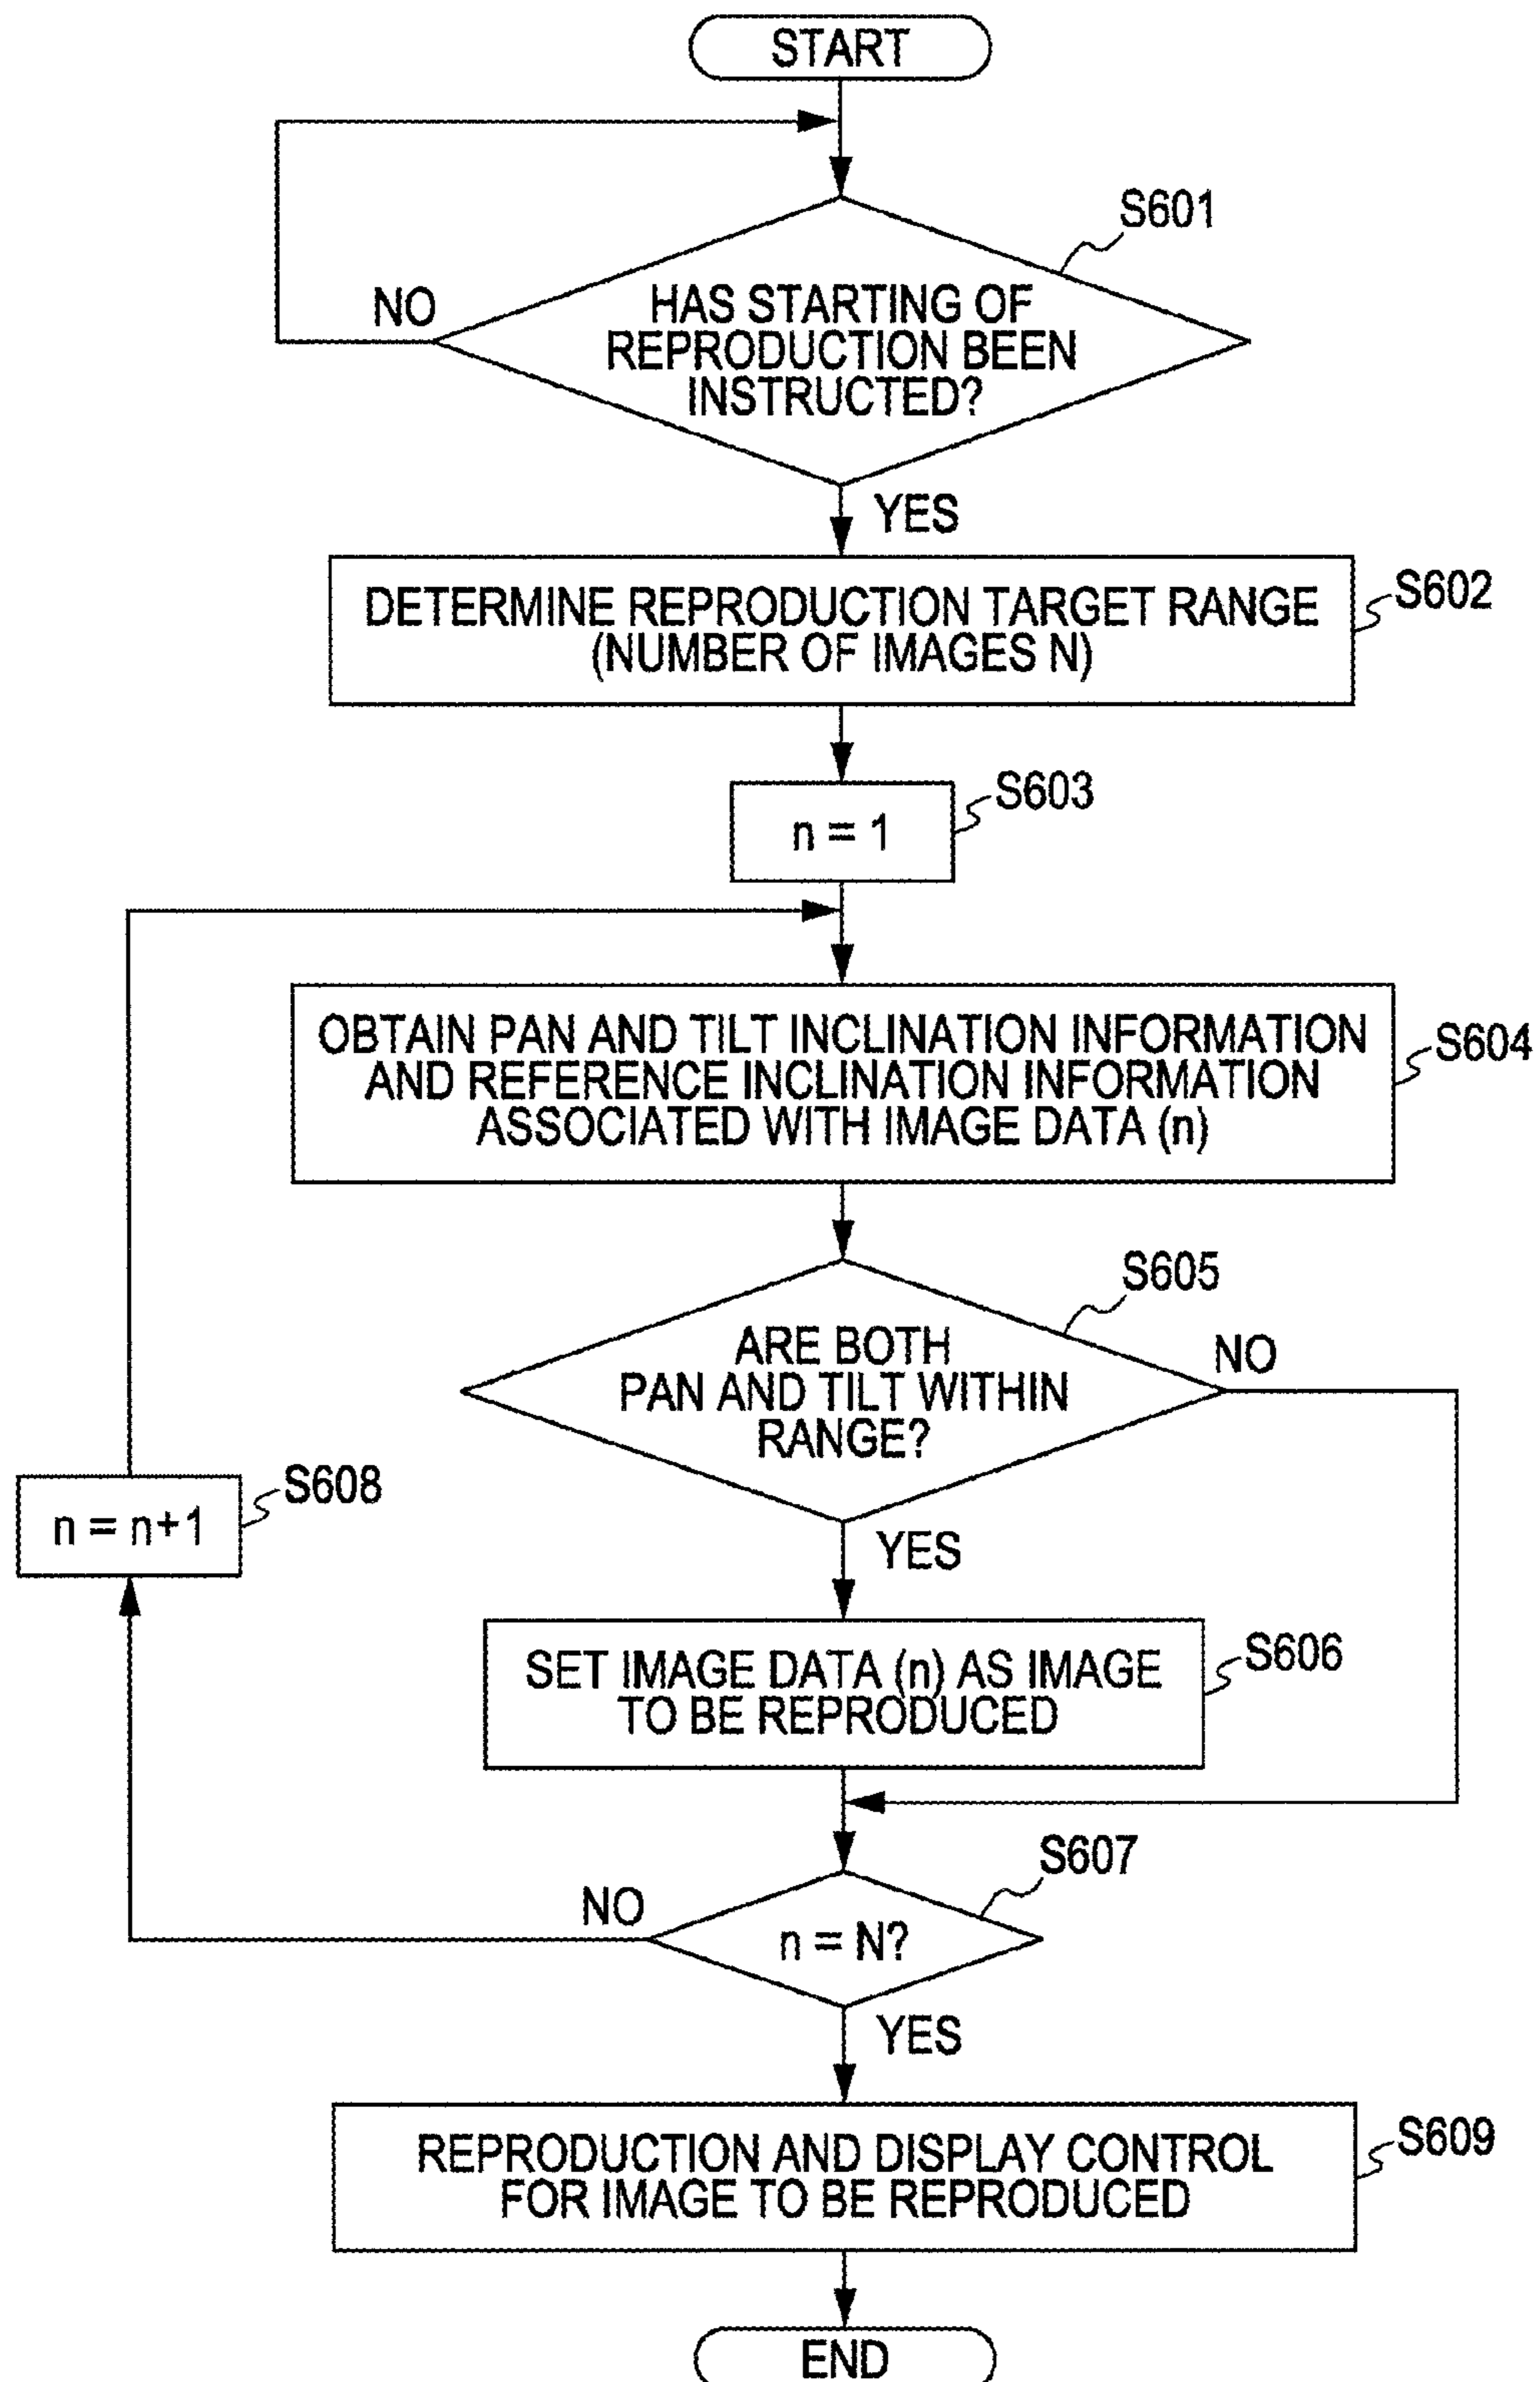 START
S601
NO
HAS STARTING OF
REPRODUCTION BEEN
INSTRUCTED?
YES
DETERMINE REPRODUCTION TARGET RANGE
(NUMBER OF IMAGES N)
S602
S603
n = 1
OBTAIN PAN AND TILT INCLINATION INFORMATION
AND REFERENCE INCLINATION INFORMATION
ASSOCIATED WITH IMAGE DATA (n)
S604
S605
ARE BOTH
PAN AND TILT WITHIN
RANGE?
NO
S608
n = n+1
YES
SET IMAGE DATA (n) AS IMAGE
TO BE REPRODUCED
S606
S607
NO
n = N?
YES
REPRODUCTION AND DISPLAY CONTROL
FOR IMAGE TO BE REPRODUCED
S609
END